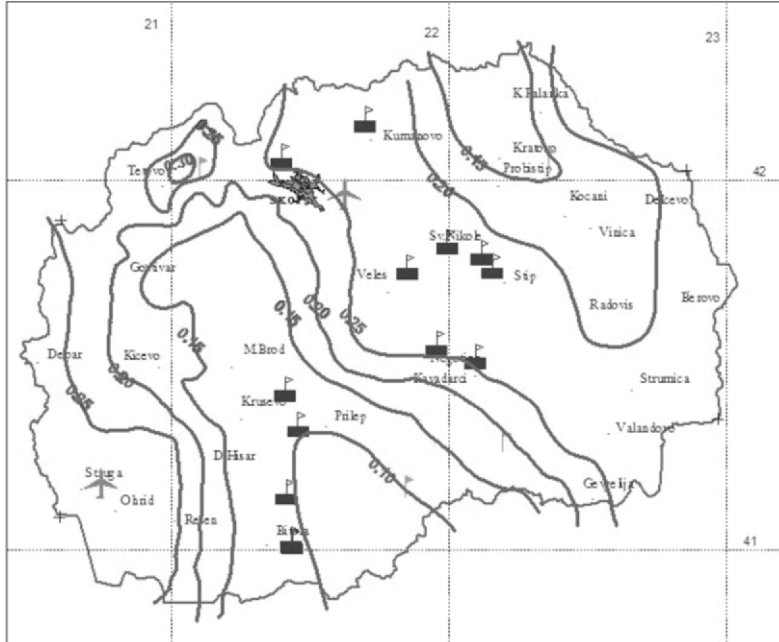 21
22
23
K.Palanka
Kumanovo
0.15
Kratovo
Probistip
0.25
0.30
Tetovo
42
0.20
Kocani
Delcevo
Vinica
Sv.Nikole
Gostivar
Veles
Stip
Berovo
Radovis
0.15
0.20
0.25
0.15
M.Brod
Debar
Kicevo
0.20
Kavadarci
Strumica
0.25
Krusevo
Prilep
Valandovo
D.Hisar
0.10
Struga
Gevgelija
Ohrid
Resen
Bitola
41